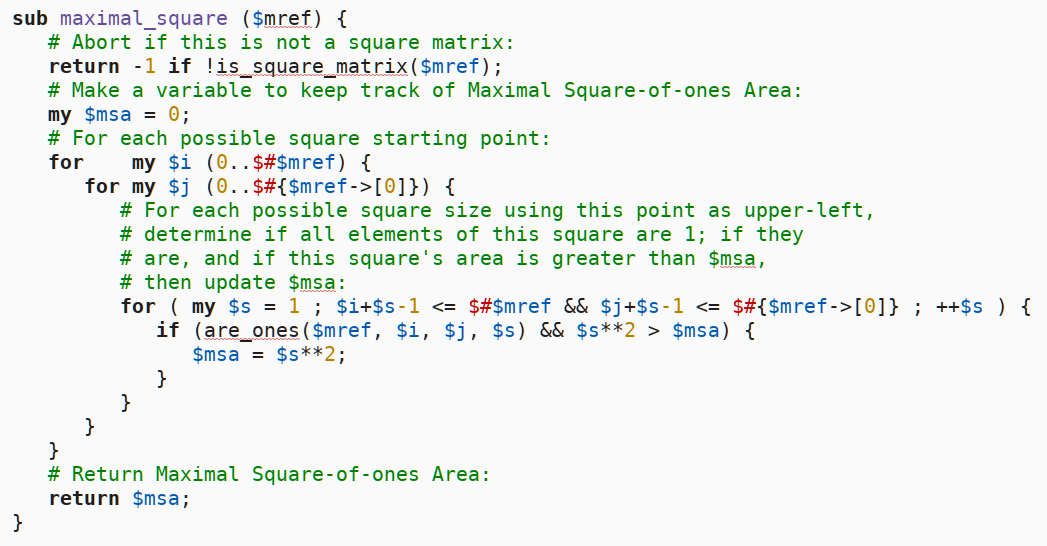 sub maximal_square ($mref) {
   # Abort if this is not a square matrix:
   return -1 if !is_square_matrix($mref);
   # Make a variable to keep track of Maximal Square-of-ones Area:
   my $msa = 0;
   # For each possible square starting point:
   for    my $i (0..$#$mref) {
      for my $j (0..$#{$mref->[0]}) {
         # For each possible square size using this point as upper-left,
         # determine if all elements of this square are 1; if they
         # are, and if this square's area is greater than $msa,
         # then update $msa:
         for ( my $s = 1 ; $i+$s-1 <= $#$mref && $j+$s-1 <= $#{$mref->[0]} ; ++$s ) {
            if (are_ones($mref, $i, $j, $s) && $s**2 > $msa) {
               $msa = $s**2;
            }
         }
      }
   }
   # Return Maximal Square-of-ones Area:
   return $msa;
}